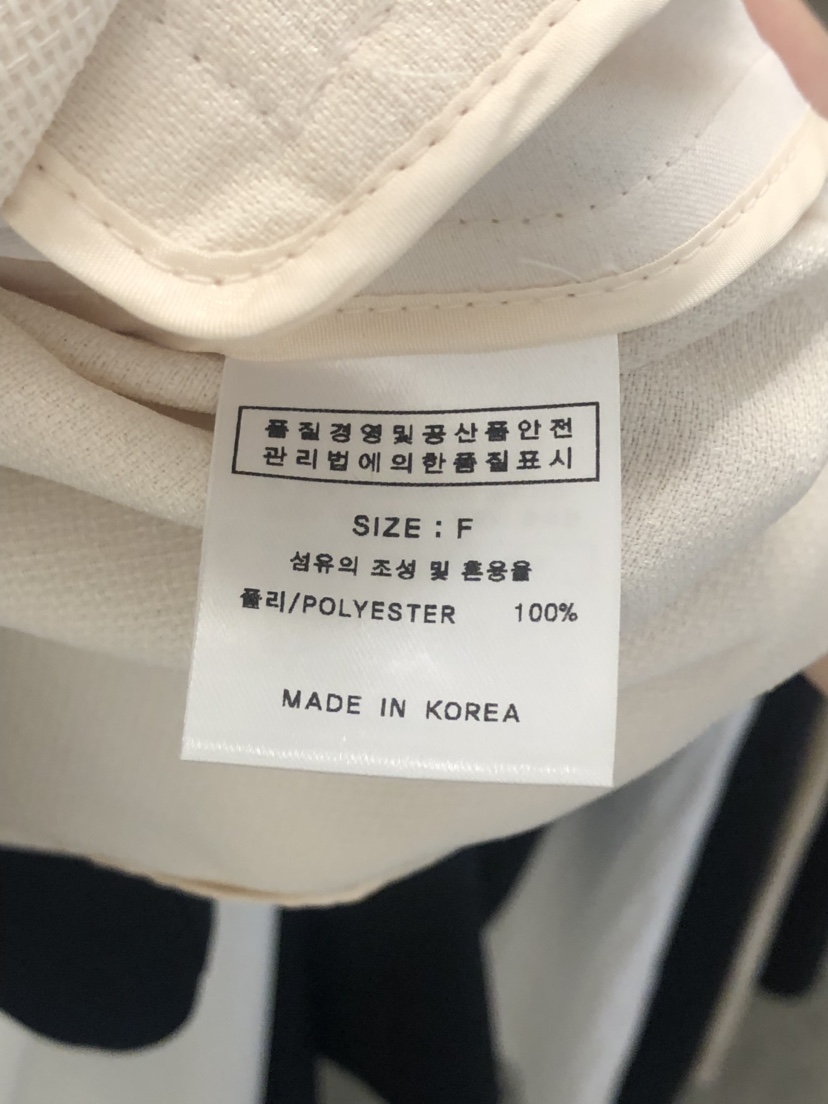 품질경영및공산품안전
관리법에의한품질표시
SIZE : F
섬유의 조성 및 혼용율
폴리/POLYESTER 100%
MADE IN KOREA